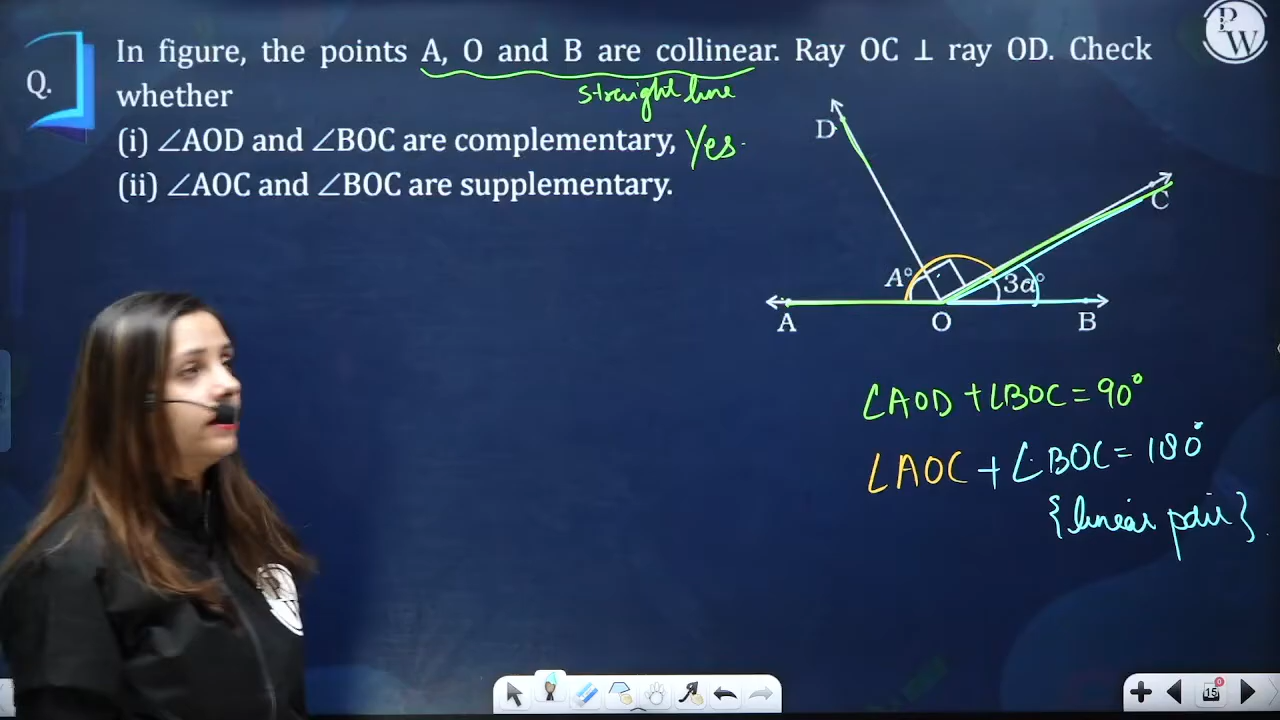 Q.
In figure, the points A, O and B are collinear. Ray OC ⊥ ray OD. Check
whether
straight line
(i) ∠AOD and ∠BOC are complementary, Yes.
(ii) ∠AOC and ∠BOC are supplementary.
P
W
D
C
A°
3a°
A
O
B
∠AOD + ∠BOC = 90°
∠AOC + ∠BOC = 180°
{linear pair}.
15